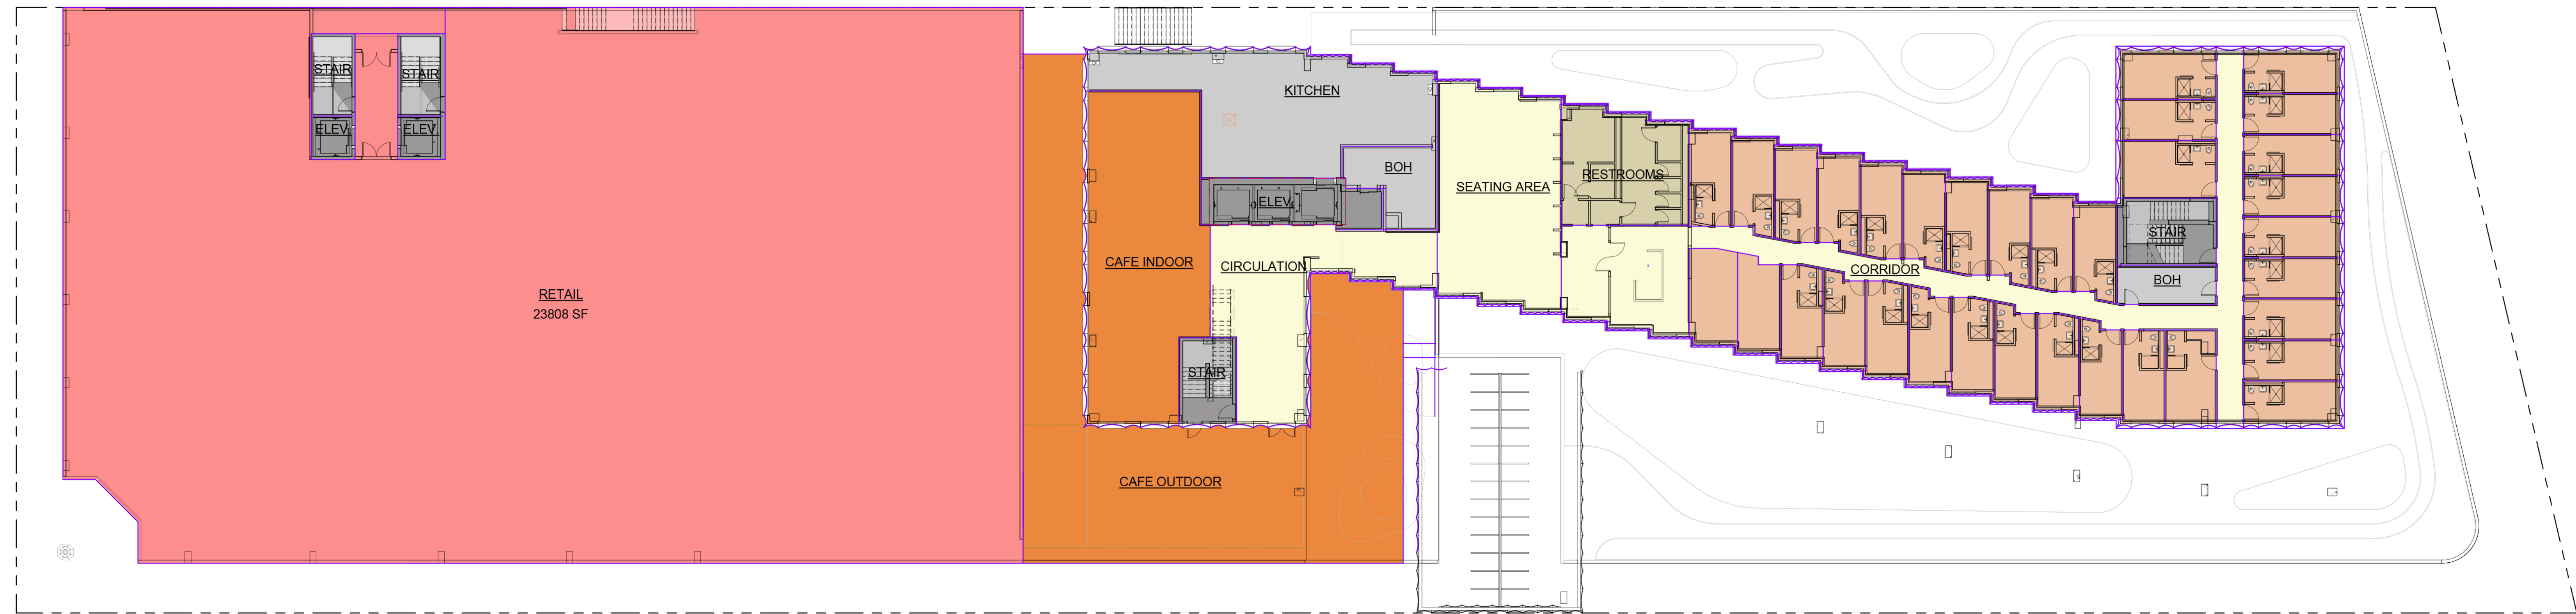 STAIR
STAIR
ELEV.
ELEV.
RETAIL
23808 SF
KITCHEN
BOH
ELEV.
CAFE INDOOR
CIRCULATION
STAIR
CAFE OUTDOOR
SEATING AREA
RESTROOMS
CORRIDOR
STAIR
BOH